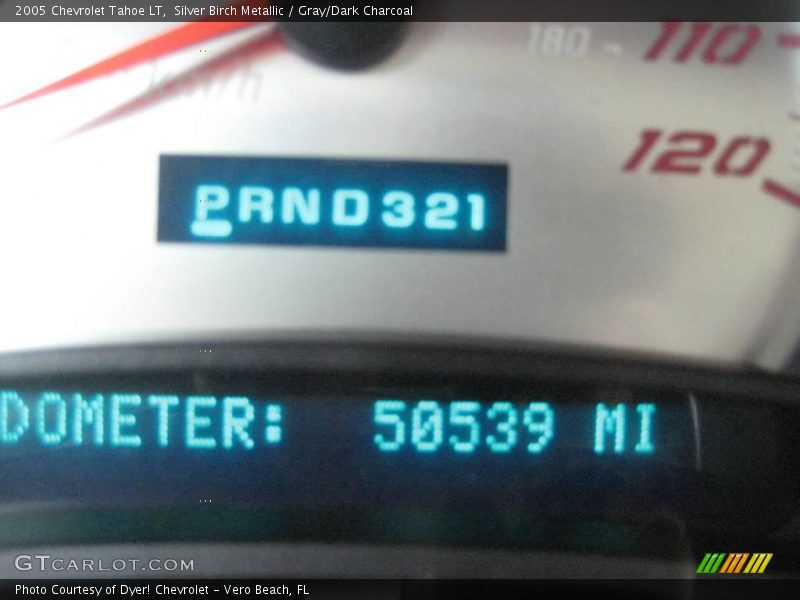 2005 Chevrolet Tahoe LT, Silver Birch Metallic / Gray/Dark Charcoal
180 110
km/h
120
PRND321
DOMETER: 50539 MI
GTCARLOT.COM
Photo Courtesy of Dyer! Chevrolet - Vero Beach, FL